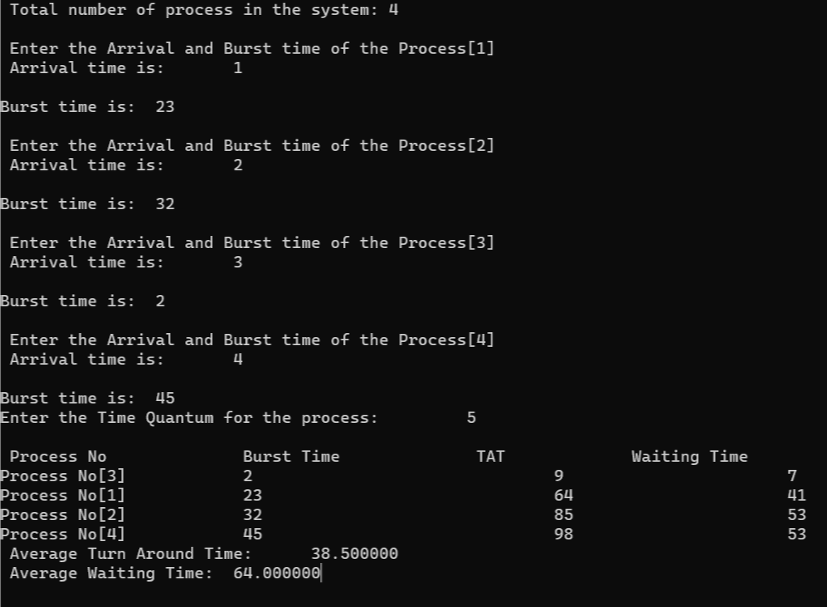 Total number of process in the system: 4
Enter the Arrival and Burst time of the Process[1]
Arrival time is: 1
Burst time is: 23
Enter the Arrival and Burst time of the Process[2]
Arrival time is: 2
Burst time is: 32
Enter the Arrival and Burst time of the Process[3]
Arrival time is: 3
Burst time is: 2
Enter the Arrival and Burst time of the Process[4]
Arrival time is: 4
Burst time is: 45
Enter the Time Quantum for the process: 5
Process No Burst Time TAT Waiting Time
Process No[3] 2 9 7
Process No[1] 23 64 41
Process No[2] 32 85 53
Process No[4] 45 98 53
Average Turn Around Time: 38.500000
Average Waiting Time: 64.000000